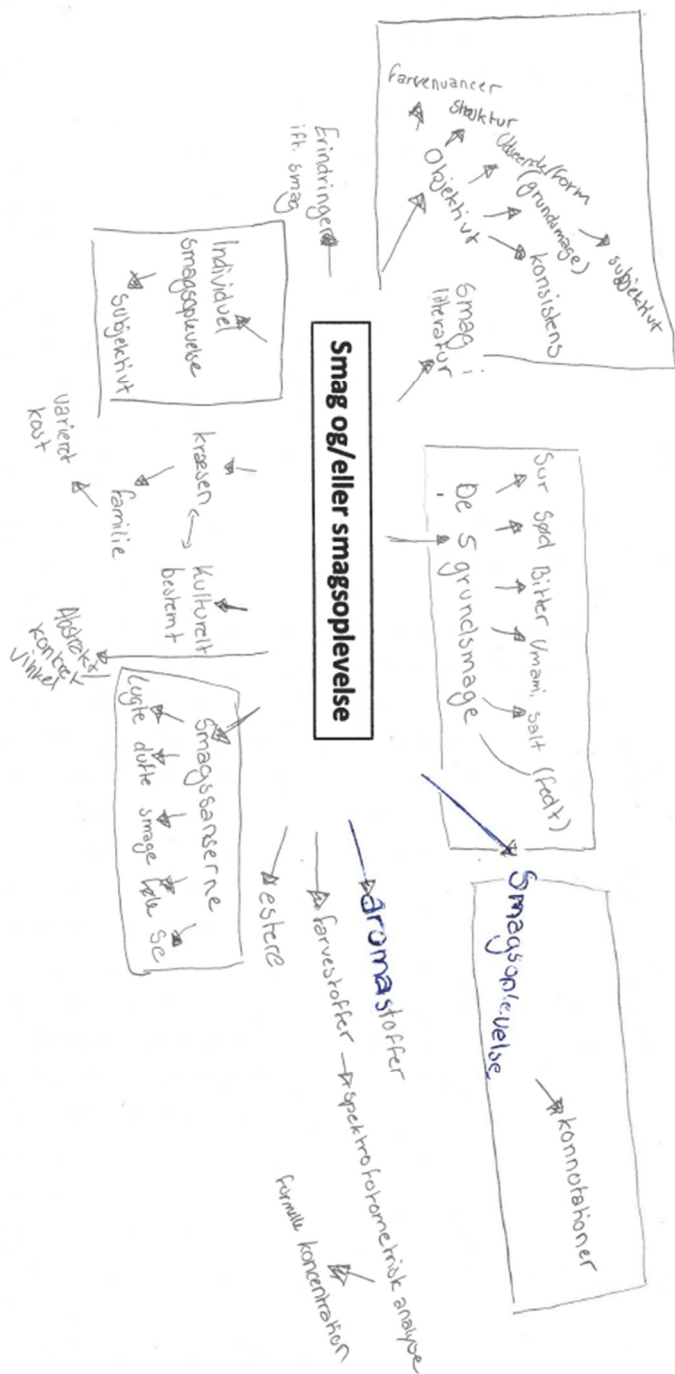 farvenuancer
struktur
Udseende/form
(grundsmage)
subjektivt
Objektivt
konsistens
Smag i
literatur
Sur Sød Bitter Umami, salt (fedt)
De 5 grundsmage
Smagsoplevelse
konnotationer
Erindringer
ift. smag
Smag og/eller smagsoplevelse
aromastoffer
farvestoffer
spektrofotometrisk analyse
koncentration
estere
Individuel
smagsoplevelse
subjektivt
kræsen
familie
varieret
kost
Kulturelt
bestemt
Abstrakt
konkret
vinkel
Smagssanserne
Lugte dufte smage føle se